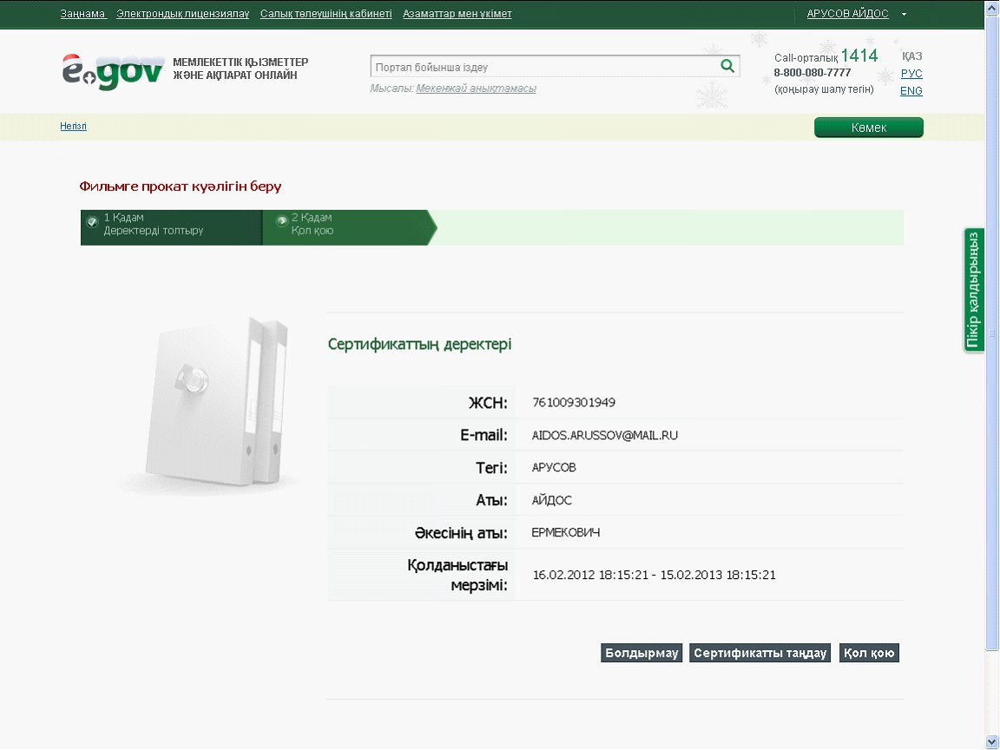 Заңнама Электрондық лицензиялау Салық төлеушінің кабинеті Азаматтар мен үкімет АРУСОВ АЙДОС
e.gov МЕМЛЕКЕТТІК ҚЫЗМЕТТЕР
ЖӘНЕ АҚПАРАТ ОНЛАЙН
Портал бойынша іздеу
Мысалы: Мекенжай анықтамасы
Call-орталық 1414
8-800-080-7777
(қоңырау шалу тегін)
ҚАЗ
РУС
ENG
Негізгі
Көмек
Фильмге прокат куәлігін беру
1 Қадам
Деректерді толтыру
2 Қадам
Қол қою
Пікір қалдырыңыз
Сертификаттың деректері
ЖСН: 761009301949
E-mail: AIDOS.ARUSSOV@MAIL.RU
Тегі: АРУСОВ
Аты: АЙДОС
Әкесінің аты: ЕРМЕКОВИЧ
Қолданыстағы
мерзімі: 16.02.2012 18:15:21 - 15.02.2013 18:15:21
Болдырмау Сертификатты таңдау Қол қою